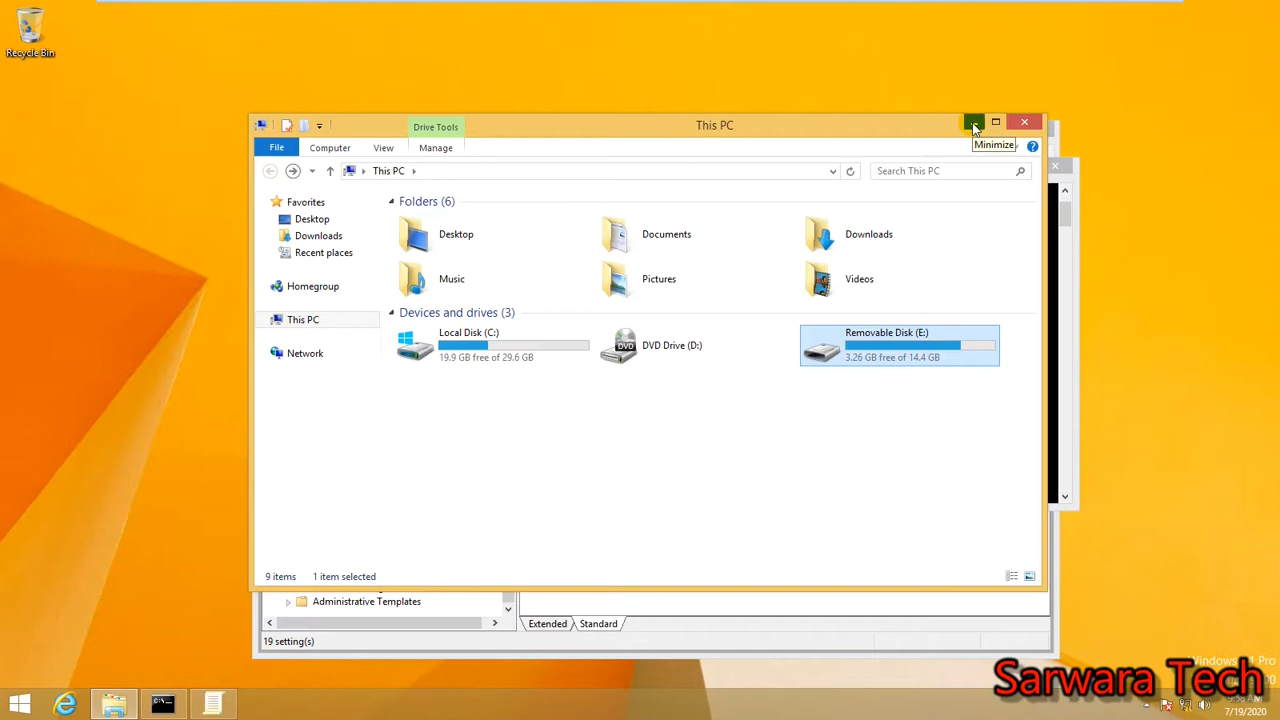 Recycle Bin
Drive Tools
This PC
File
Computer
View
Manage
Minimize
This PC
Search This PC
Favorites
Desktop
Downloads
Recent places
Homegroup
This PC
Network
Folders (6)
Desktop
Documents
Downloads
Music
Pictures
Videos
Devices and drives (3)
Local Disk (C:)
19.9 GB free of 29.6 GB
DVD Drive (D:)
Removable Disk (E:)
3.26 GB free of 14.4 GB
9 items 1 item selected
Administrative Templates
Extended
Standard
19 setting(s)
Sarwara Tech
7/19/2020